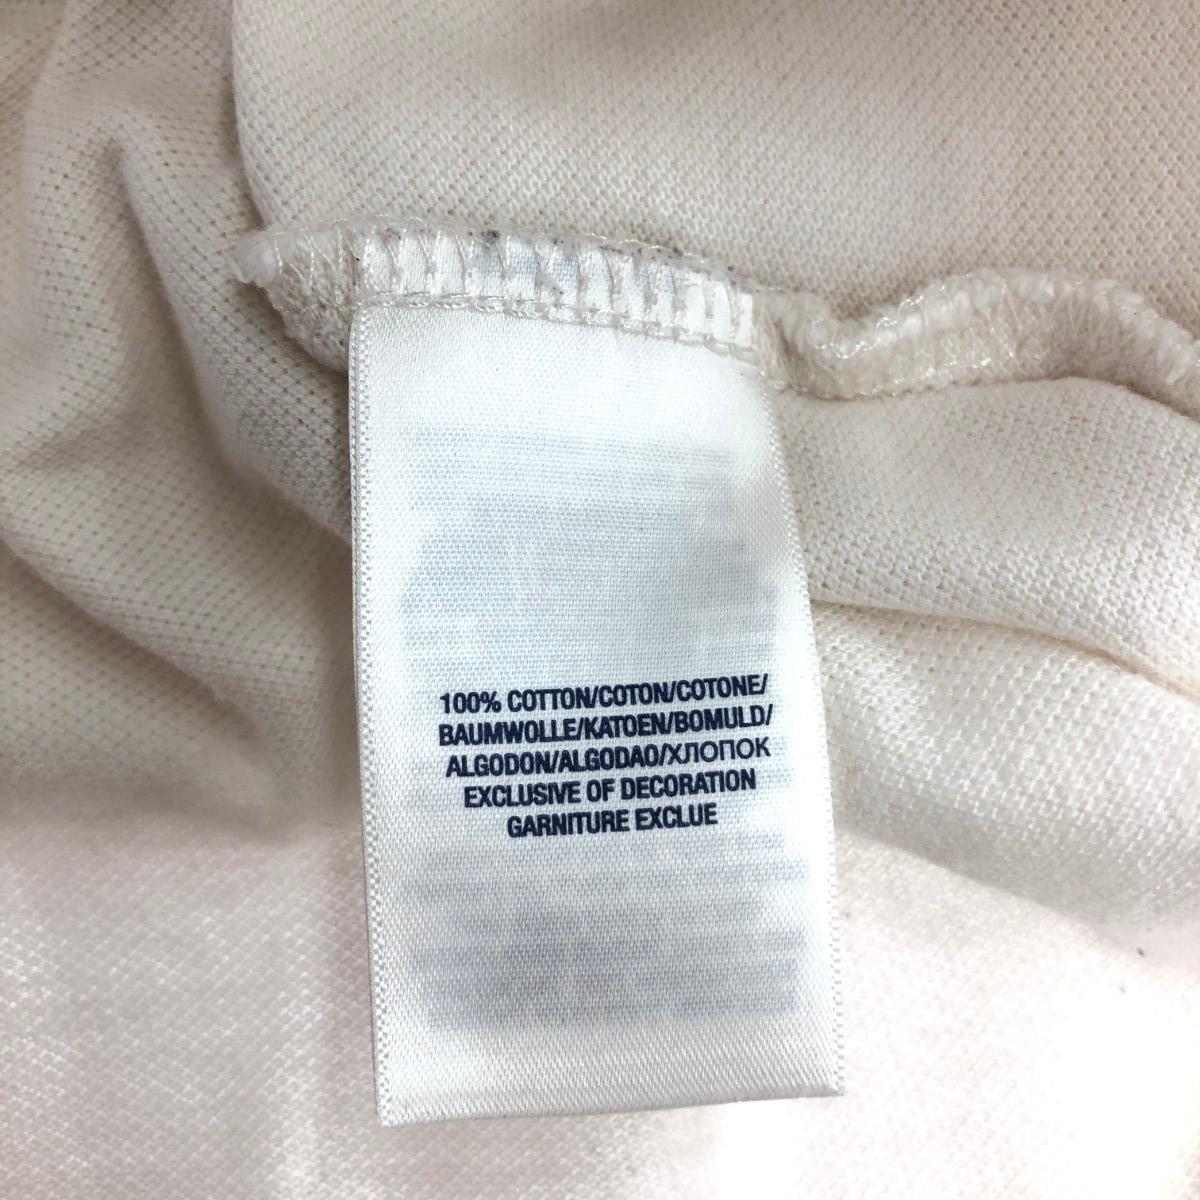 100% COTTON/COTON/COTONE/
BAUMWOLLE/KATOEN/BOMULD/
ALGODON/ALGODAO/ХЛОПОК
EXCLUSIVE OF DECORATION
GARNITURE EXCLUE